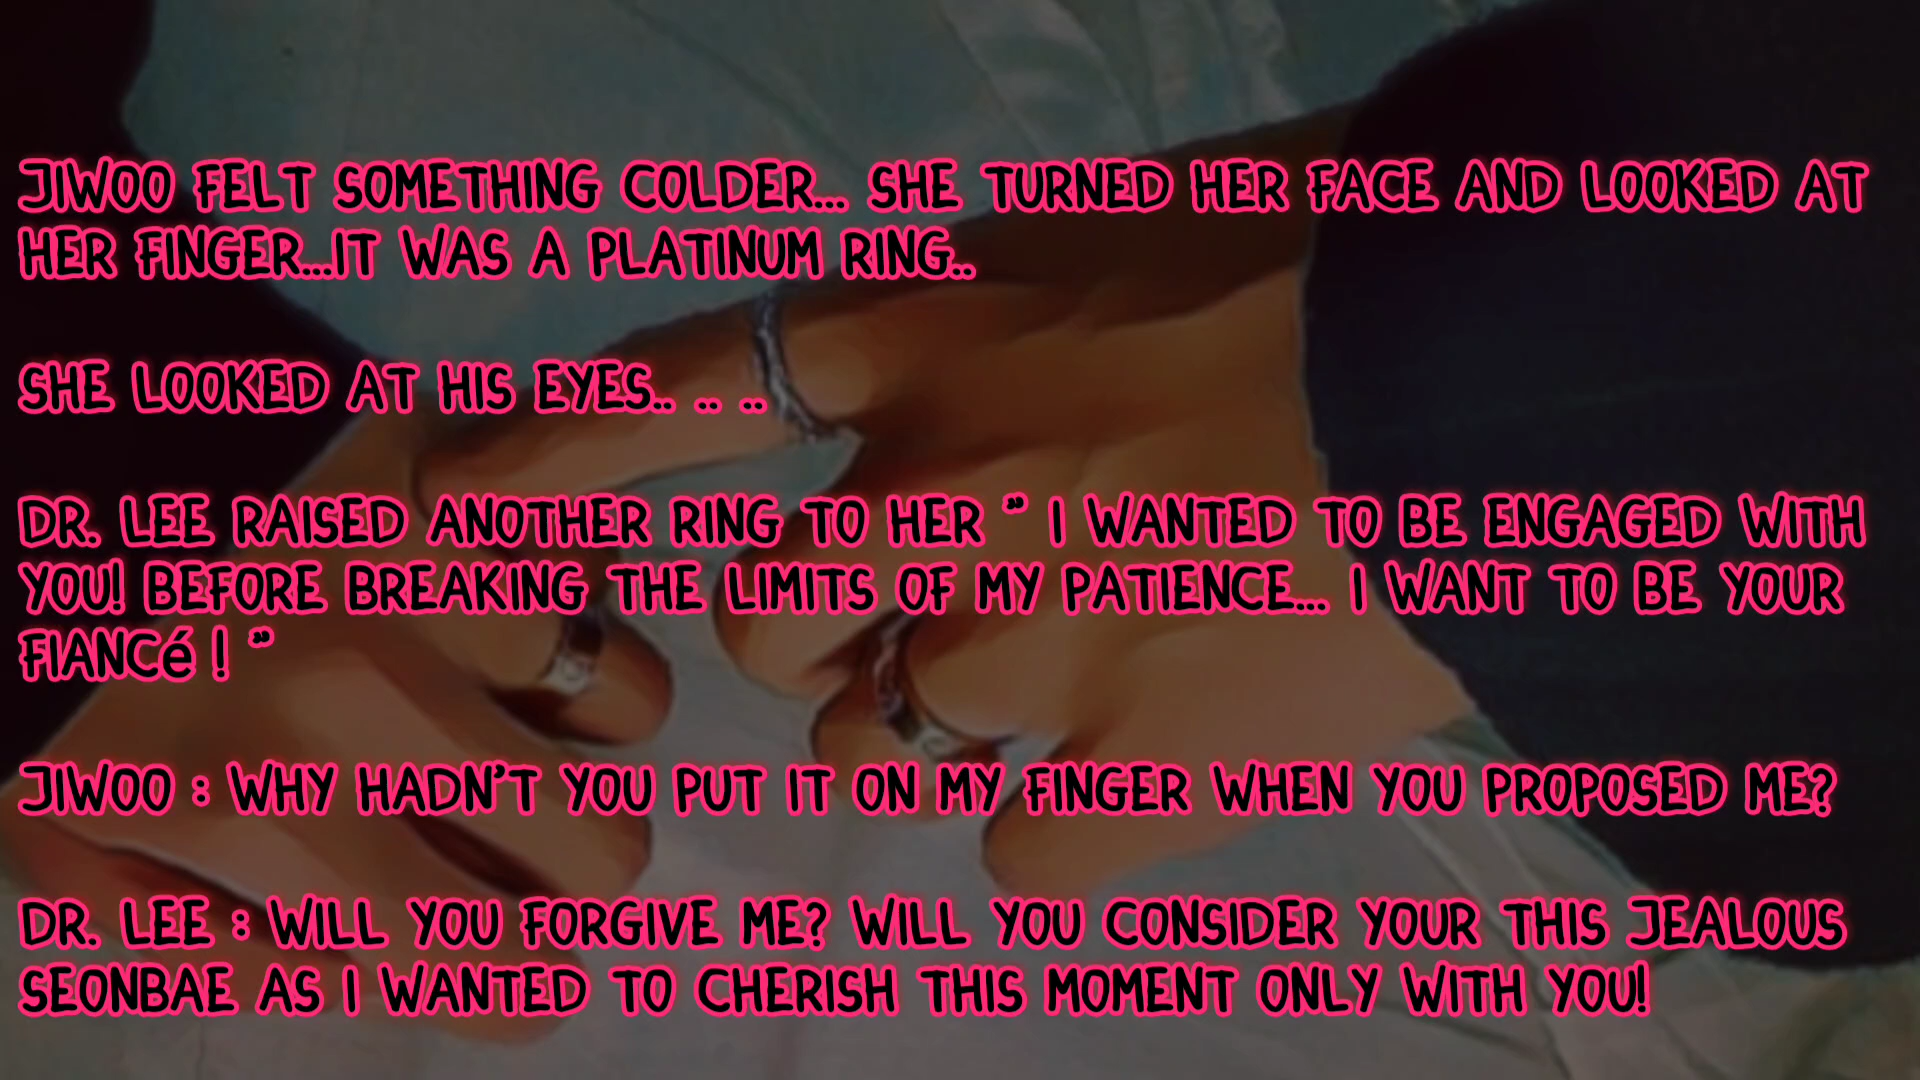 JIWOO FELT SOMETHING COLDER... SHE TURNED HER FACE AND LOOKED AT
HER FINGER...IT WAS A PLATINUM RING..
SHE LOOKED AT HIS EYES.. .. ..
DR. LEE RAISED ANOTHER RING TO HER " I WANTED TO BE ENGAGED WITH
YOU! BEFORE BREAKING THE LIMITS OF MY PATIENCE... I WANT TO BE YOUR
FIANCé ! "
JIWOO : WHY HADN'T YOU PUT IT ON MY FINGER WHEN YOU PROPOSED ME?
DR. LEE : WILL YOU FORGIVE ME? WILL YOU CONSIDER YOUR THIS JEALOUS
SEONBAE AS I WANTED TO CHERISH THIS MOMENT ONLY WITH YOU!